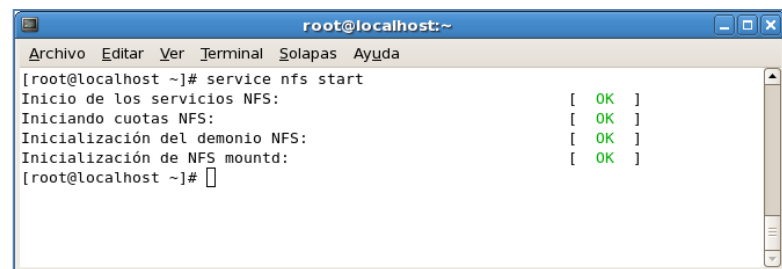 root@localhost:~
Archivo Editar Ver Terminal Solapas Ayuda
[root@localhost ~]# service nfs start
Inicio de los servicios NFS: [ OK ]
Iniciando cuotas NFS: [ OK ]
Inicialización del demonio NFS: [ OK ]
Inicialización de NFS mountd: [ OK ]
[root@localhost ~]#